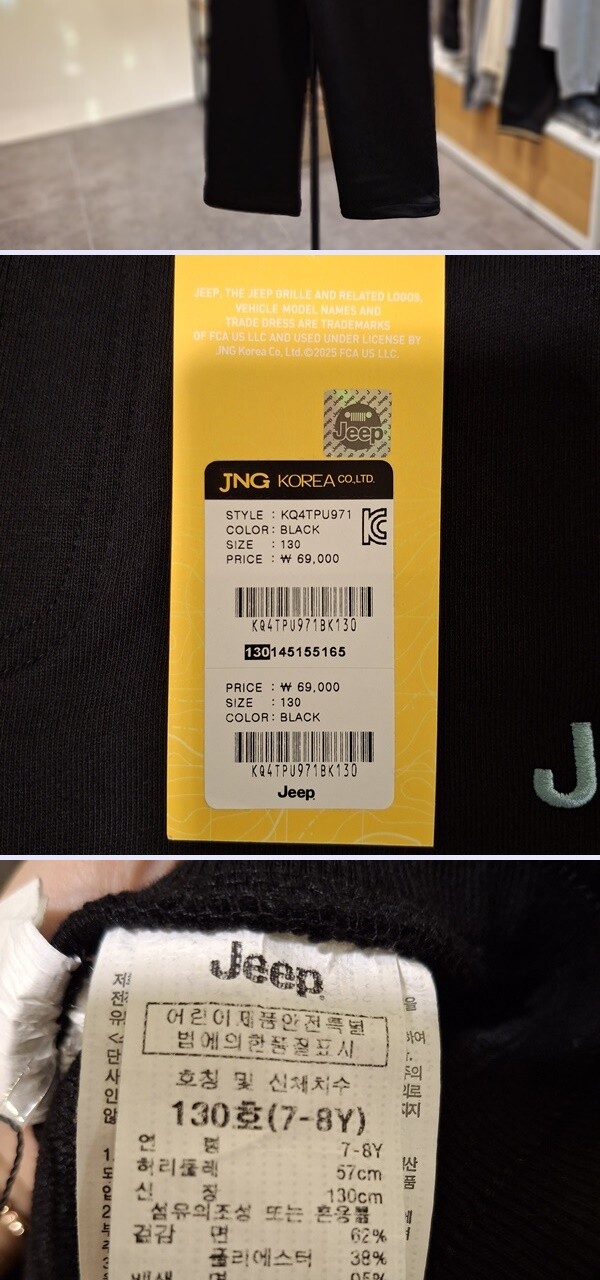 JEEP, THE JEEP GRILLE AND RELATED LOGOS,
VEHICLE MODEL NAMES AND
TRADE DRESS ARE TRADEMARKS
OF FCA US LLC AND USED UNDER LICENSE BY
JNG Korea Co, Ltd. ©2025 FCA US LLC.
Jeep
JNG KOREA CO.,LTD.
STYLE : KQ4TPU971
COLOR : BLACK
SIZE : 130
PRICE : ₩ 69,000
KQ4TPU971BK130
130145155165
PRICE : ₩ 69,000
SIZE : 130
COLOR : BLACK
KQ4TPU971BK130
Jeep
J
Jeep
어린이제품안전특별
법에의한품질표시
호칭 및 신체치수
130호(7-8Y)
연 령 7-8Y
허리둘레 57cm
신 장 130cm
섬유의조성 또는 혼용률
겉감 면 62%
폴리에스터 38%
배색 면 95%